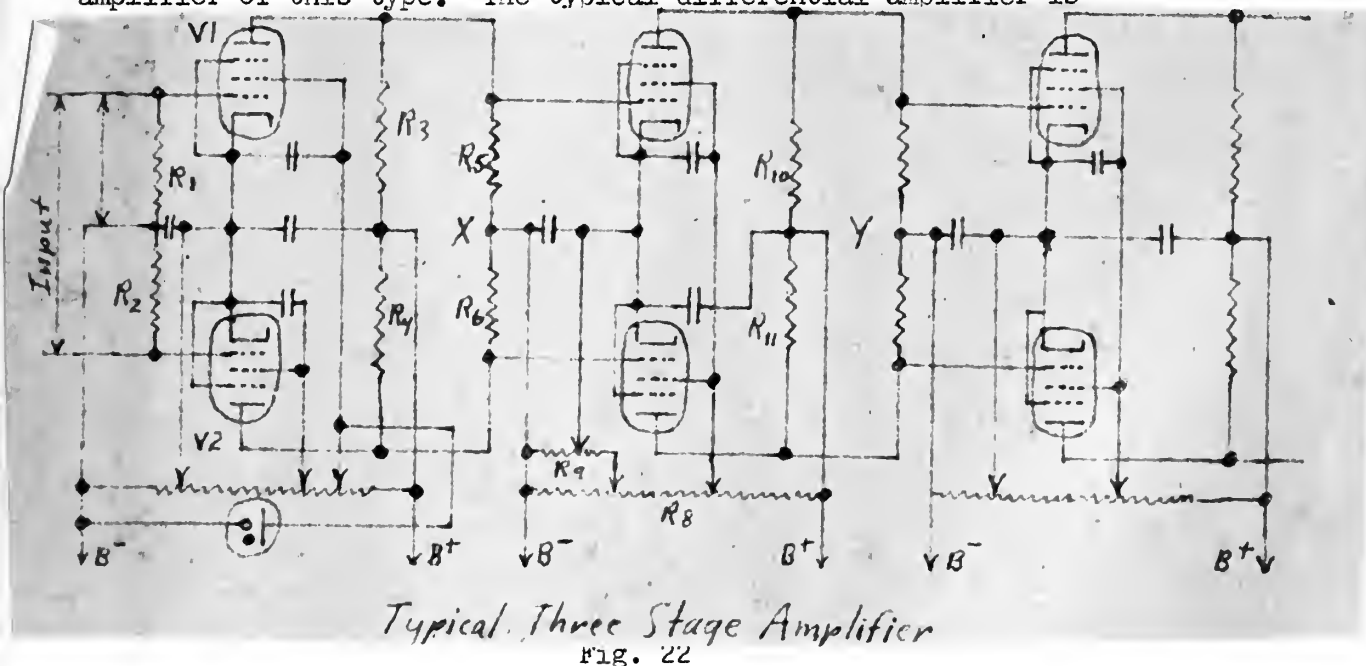 amplifier of this type. The typical differential amplifier is
V1
R1
R2
Input
V2
R3
R4
R5
X
R6
R9
R8
R10
R11
Y
B-
B+
B-
B+
B-
B+
Typical Three Stage Amplifier
Fig. 22